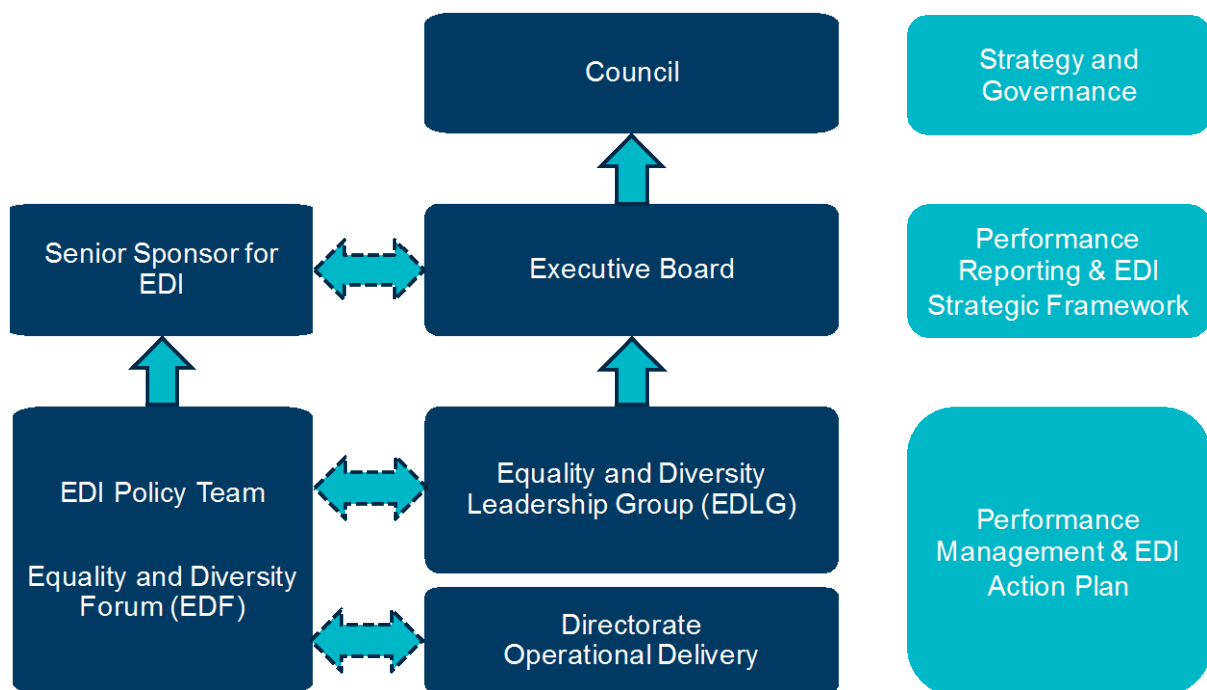 Council
Strategy and
Governance
Senior Sponsor for
EDI
Executive Board
Performance
Reporting & EDI
Strategic Framework
EDI Policy Team
Equality and Diversity
Forum (EDF)
Equality and Diversity
Leadership Group (EDLG)
Directorate
Operational Delivery
Performance
Management & EDI
Action Plan